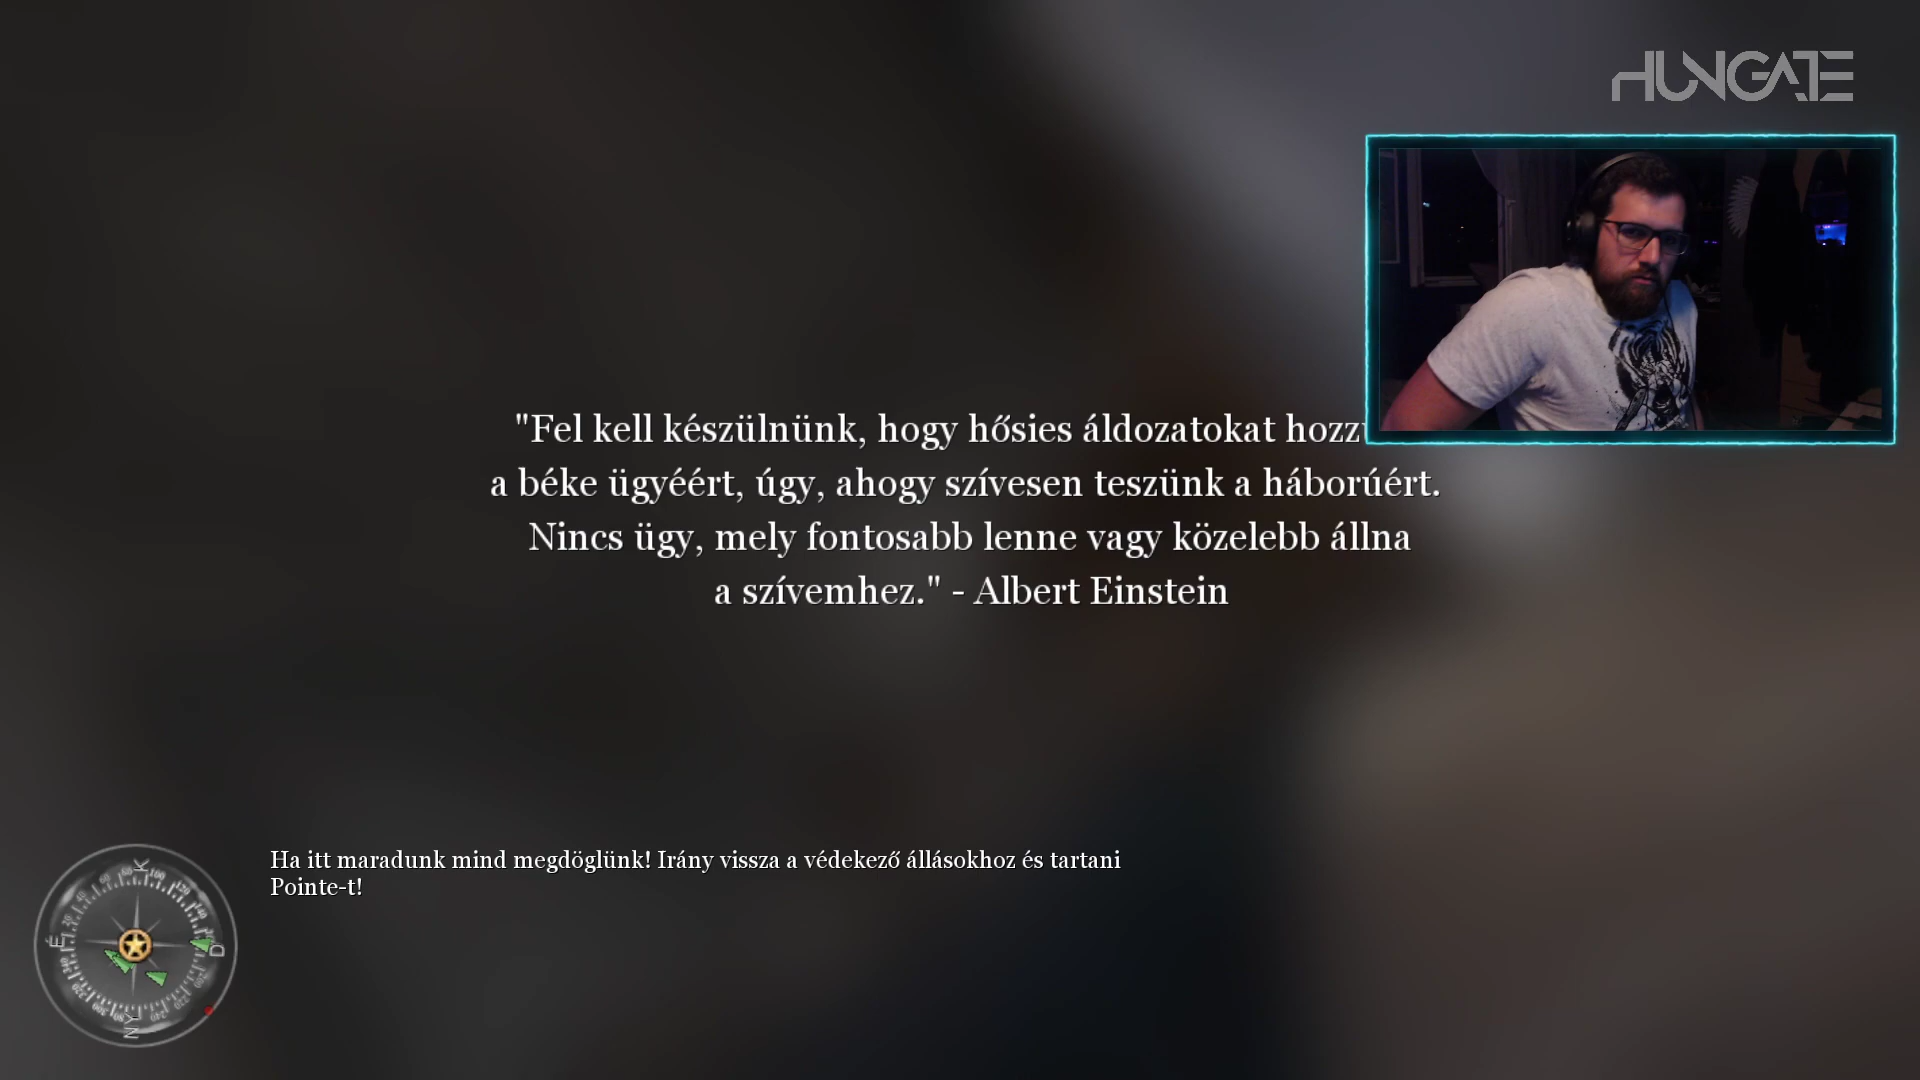 HUNGATE
"Fel kell készülnünk, hogy hősies áldozatokat
a béke ügyéért, úgy, ahogy szívesen teszünk a háborúért.
Nincs ügy, mely fontosabb lenne vagy közelebb állna
a szívemhez." - Albert Einstein
Ha itt maradunk mind megdöglünk! Irány vissza a védekező állásokhoz és tartani
Pointe-t!
K
É
D
NY